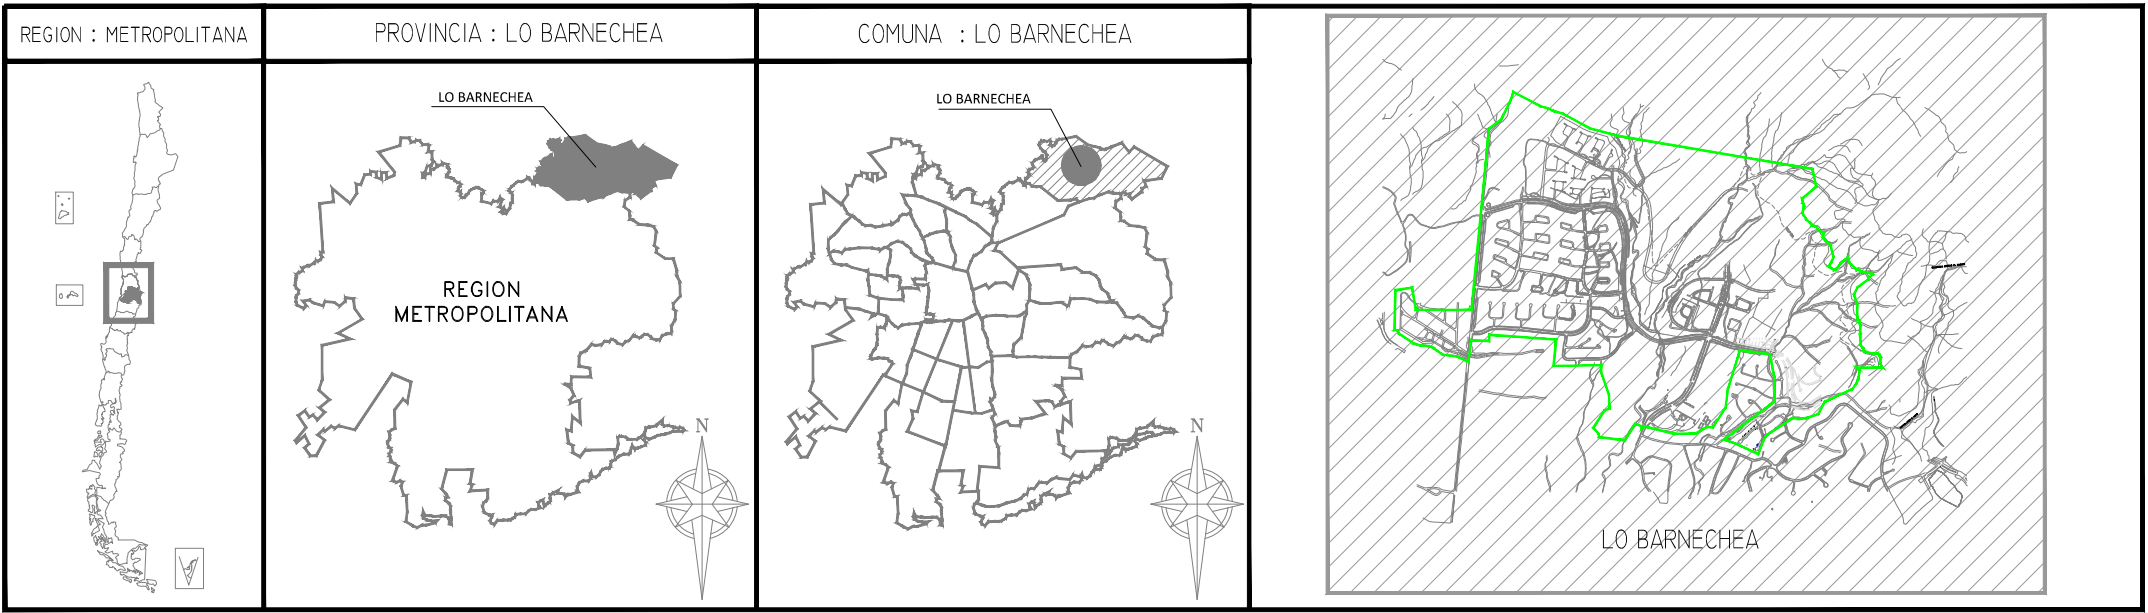 REGION : METROPOLITANA
PROVINCIA : LO BARNECHEA
COMUNA : LO BARNECHEA
LO BARNECHEA
REGION
METROPOLITANA
N
LO BARNECHEA
N
LO BARNECHEA